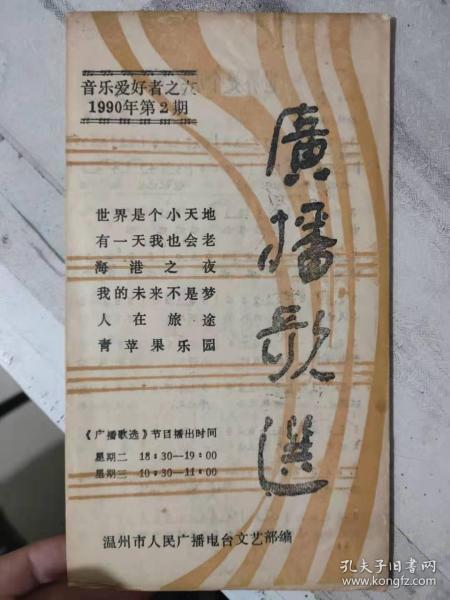 音乐爱好者之六
1990年第2期
廣播歌選
世界是个小天地
有一天我也会老
海港之夜
我的未来不是梦
人在旅途
青苹果乐园
《广播歌选》节目播出时间
星期二 18:30—19:00
星期三 10:30—11:00
温州市人民广播电台文艺部编
孔夫子旧书网